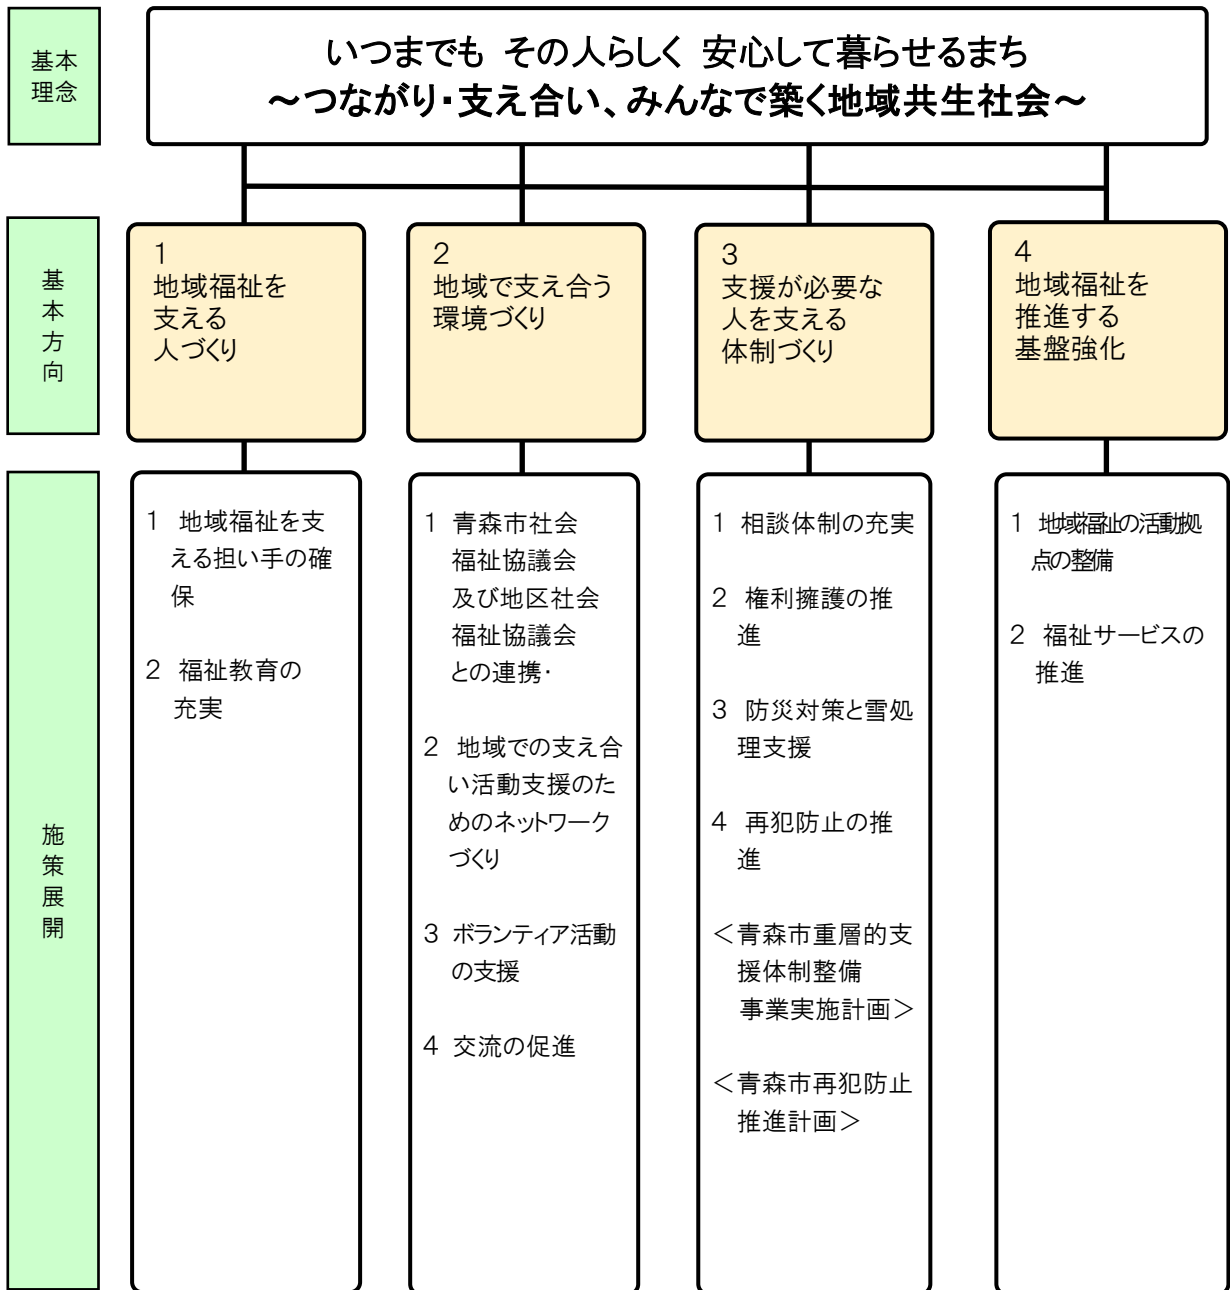 基本
理念
いつまでも その人らしく 安心して暮らせるまち
~つながり・支え合い、みんなで築く地域共生社会~
基
本
方
向
1
地域福祉を
支える
人づくり
2
地域で支え合う
環境づくり
3
支援が必要な
人を支える
体制づくり
4
地域福祉を
推進する
基盤強化
施
策
展
開
1 地域福祉を支
える担い手の確
保
2 福祉教育の
充実
1 青森市社会
福祉協議会
及び地区社会
福祉協議会
との連携・
2 地域での支え合
い活動支援のた
めのネットワーク
づくり
3 ボランティア活動
の支援
4 交流の促進
1 相談体制の充実
2 権利擁護の推
進
3 防災対策と雪処
理支援
4 再犯防止の推
進
<青森市重層的支
援体制整備
事業実施計画>
<青森市再犯防止
推進計画>
1 地域福祉の活動拠
点の整備
2 福祉サービスの
推進